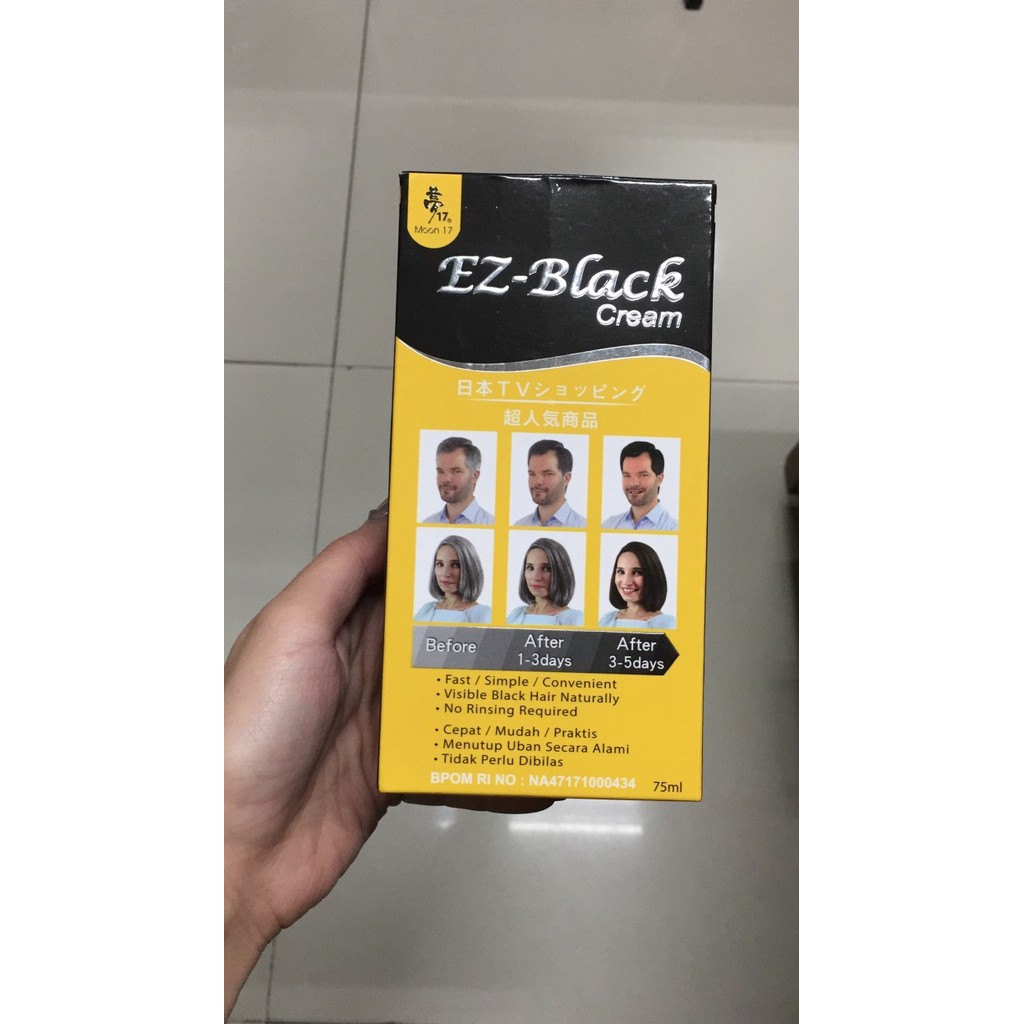 夢
17®
Moon 17
EZ-Black
Cream
日本TVショッピング
超人気商品
Before
After
1-3days
After
3-5days
• Fast / Simple / Convenient
• Visible Black Hair Naturally
• No Rinsing Required
• Cepat / Mudah / Praktis
• Menutup Uban Secara Alami
• Tidak Perlu Dibilas
BPOM RI NO : NA47171000434
75ml